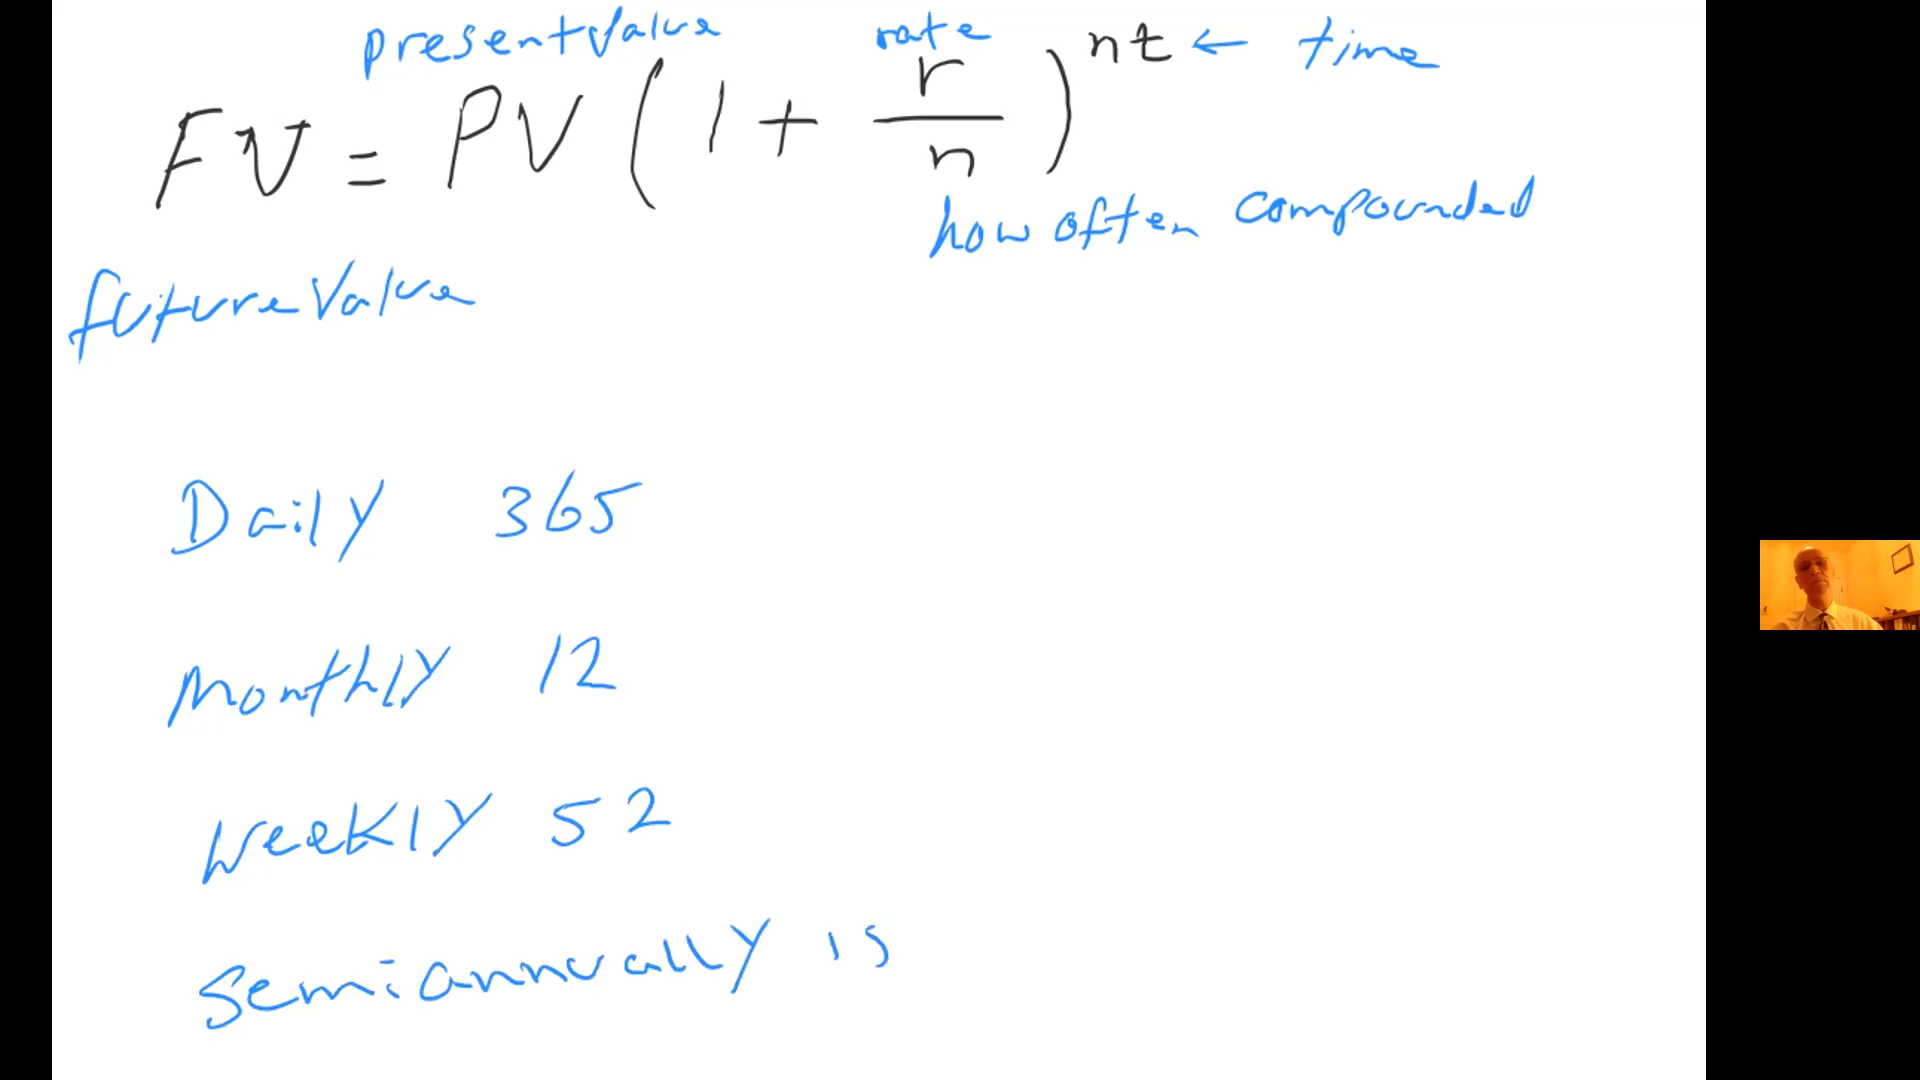 present Value rate
FV = PV ( 1 + r/n )^nt ← time
how often compounded
future Value
Daily 365
Monthly 12
Weekly 52
Semiannually is